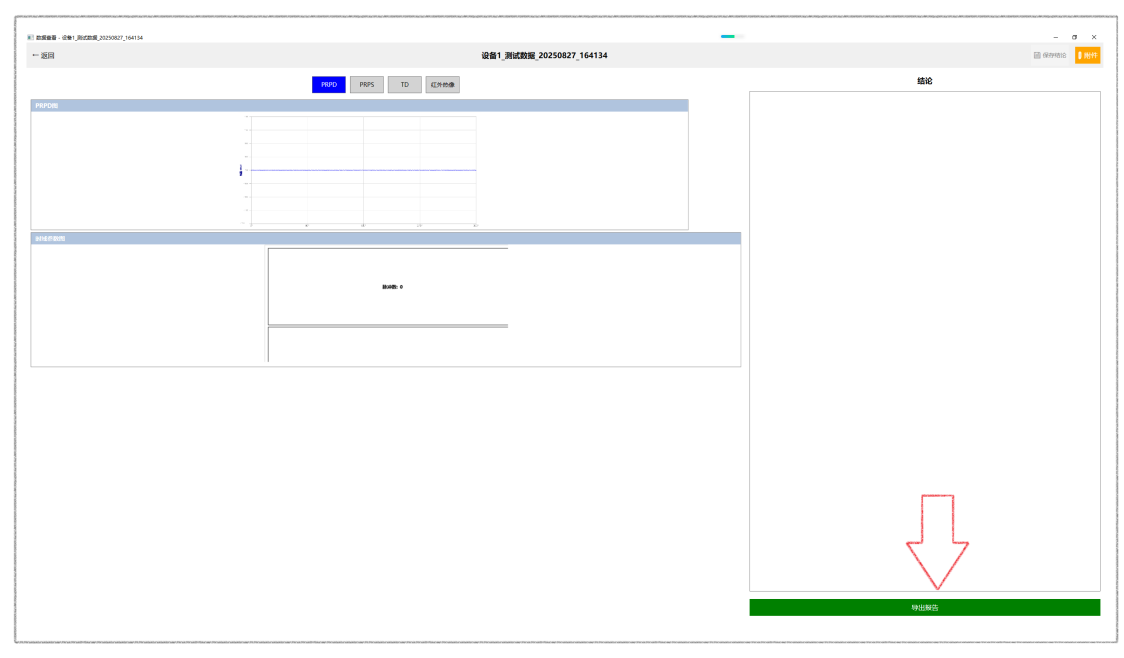 数据查看 - 设备1_测试数据_20250827_164134
← 返回
设备1_测试数据_20250827_164134
保存结论
附件
PRPD
PRPS
TD
红外图像
结论
PRPD图
脉冲数: 0
导出报告